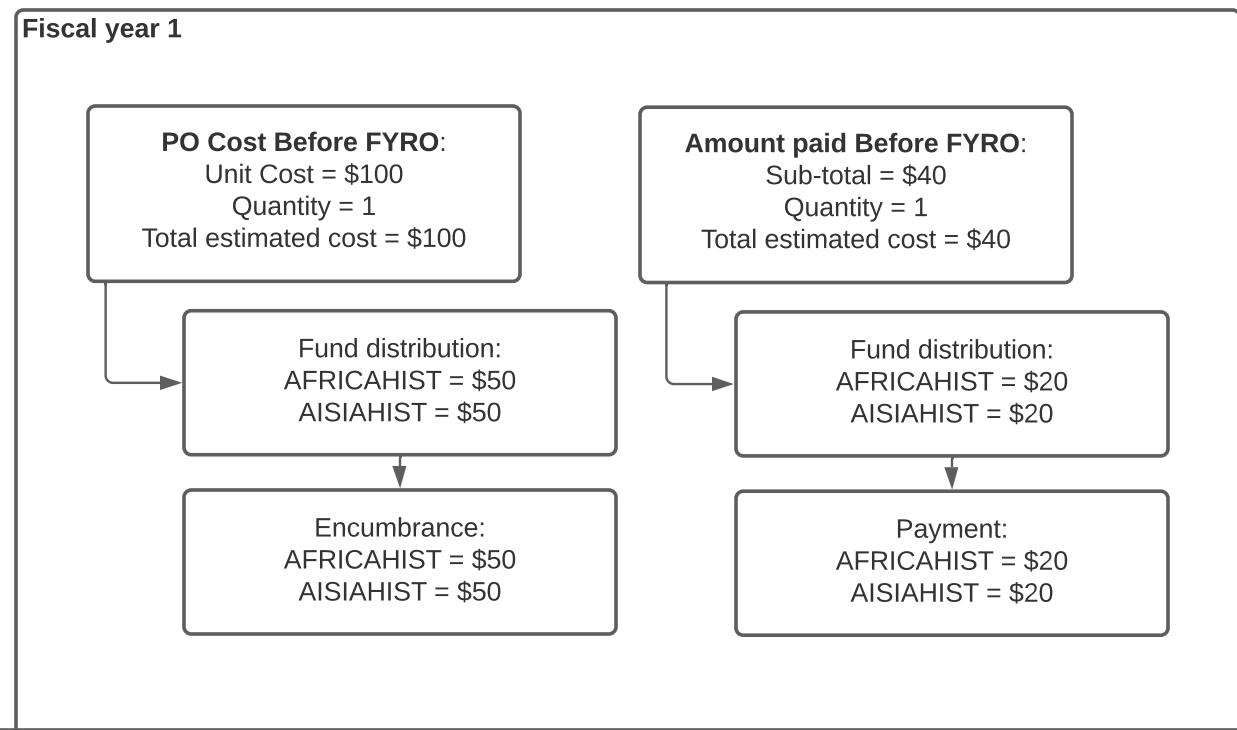 Fiscal year 1
PO Cost Before FYRO:
Unit Cost = $100
Quantity = 1
Total estimated cost = $100
Fund distribution:
AFRICAHIST = $50
AISIAHIST = $50
Encumbrance:
AFRICAHIST = $50
AISIAHIST = $50
Amount paid Before FYRO:
Sub-total = $40
Quantity = 1
Total estimated cost = $40
Fund distribution:
AFRICAHIST = $20
AISIAHIST = $20
Payment:
AFRICAHIST = $20
AISIAHIST = $20